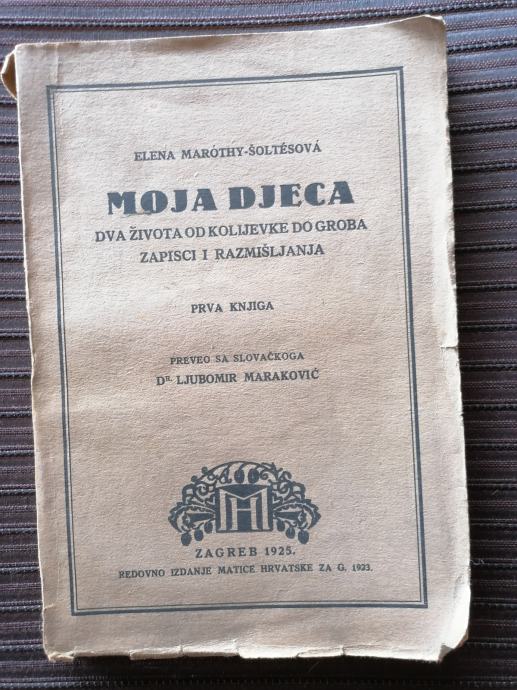 ELENA MARÓTHY-ŠOLTÉSOVÁ
MOJA DJECA
DVA ŽIVOTA OD KOLIJEVKE DO GROBA
ZAPISCI I RAZMIŠLJANJA
PRVA KNJIGA
PREVEO SA SLOVAČKOGA
DR. LJUBOMIR MARAKOVIĆ
MH
ZAGREB 1925.
REDOVNO IZDANJE MATICE HRVATSKE ZA G. 1923.